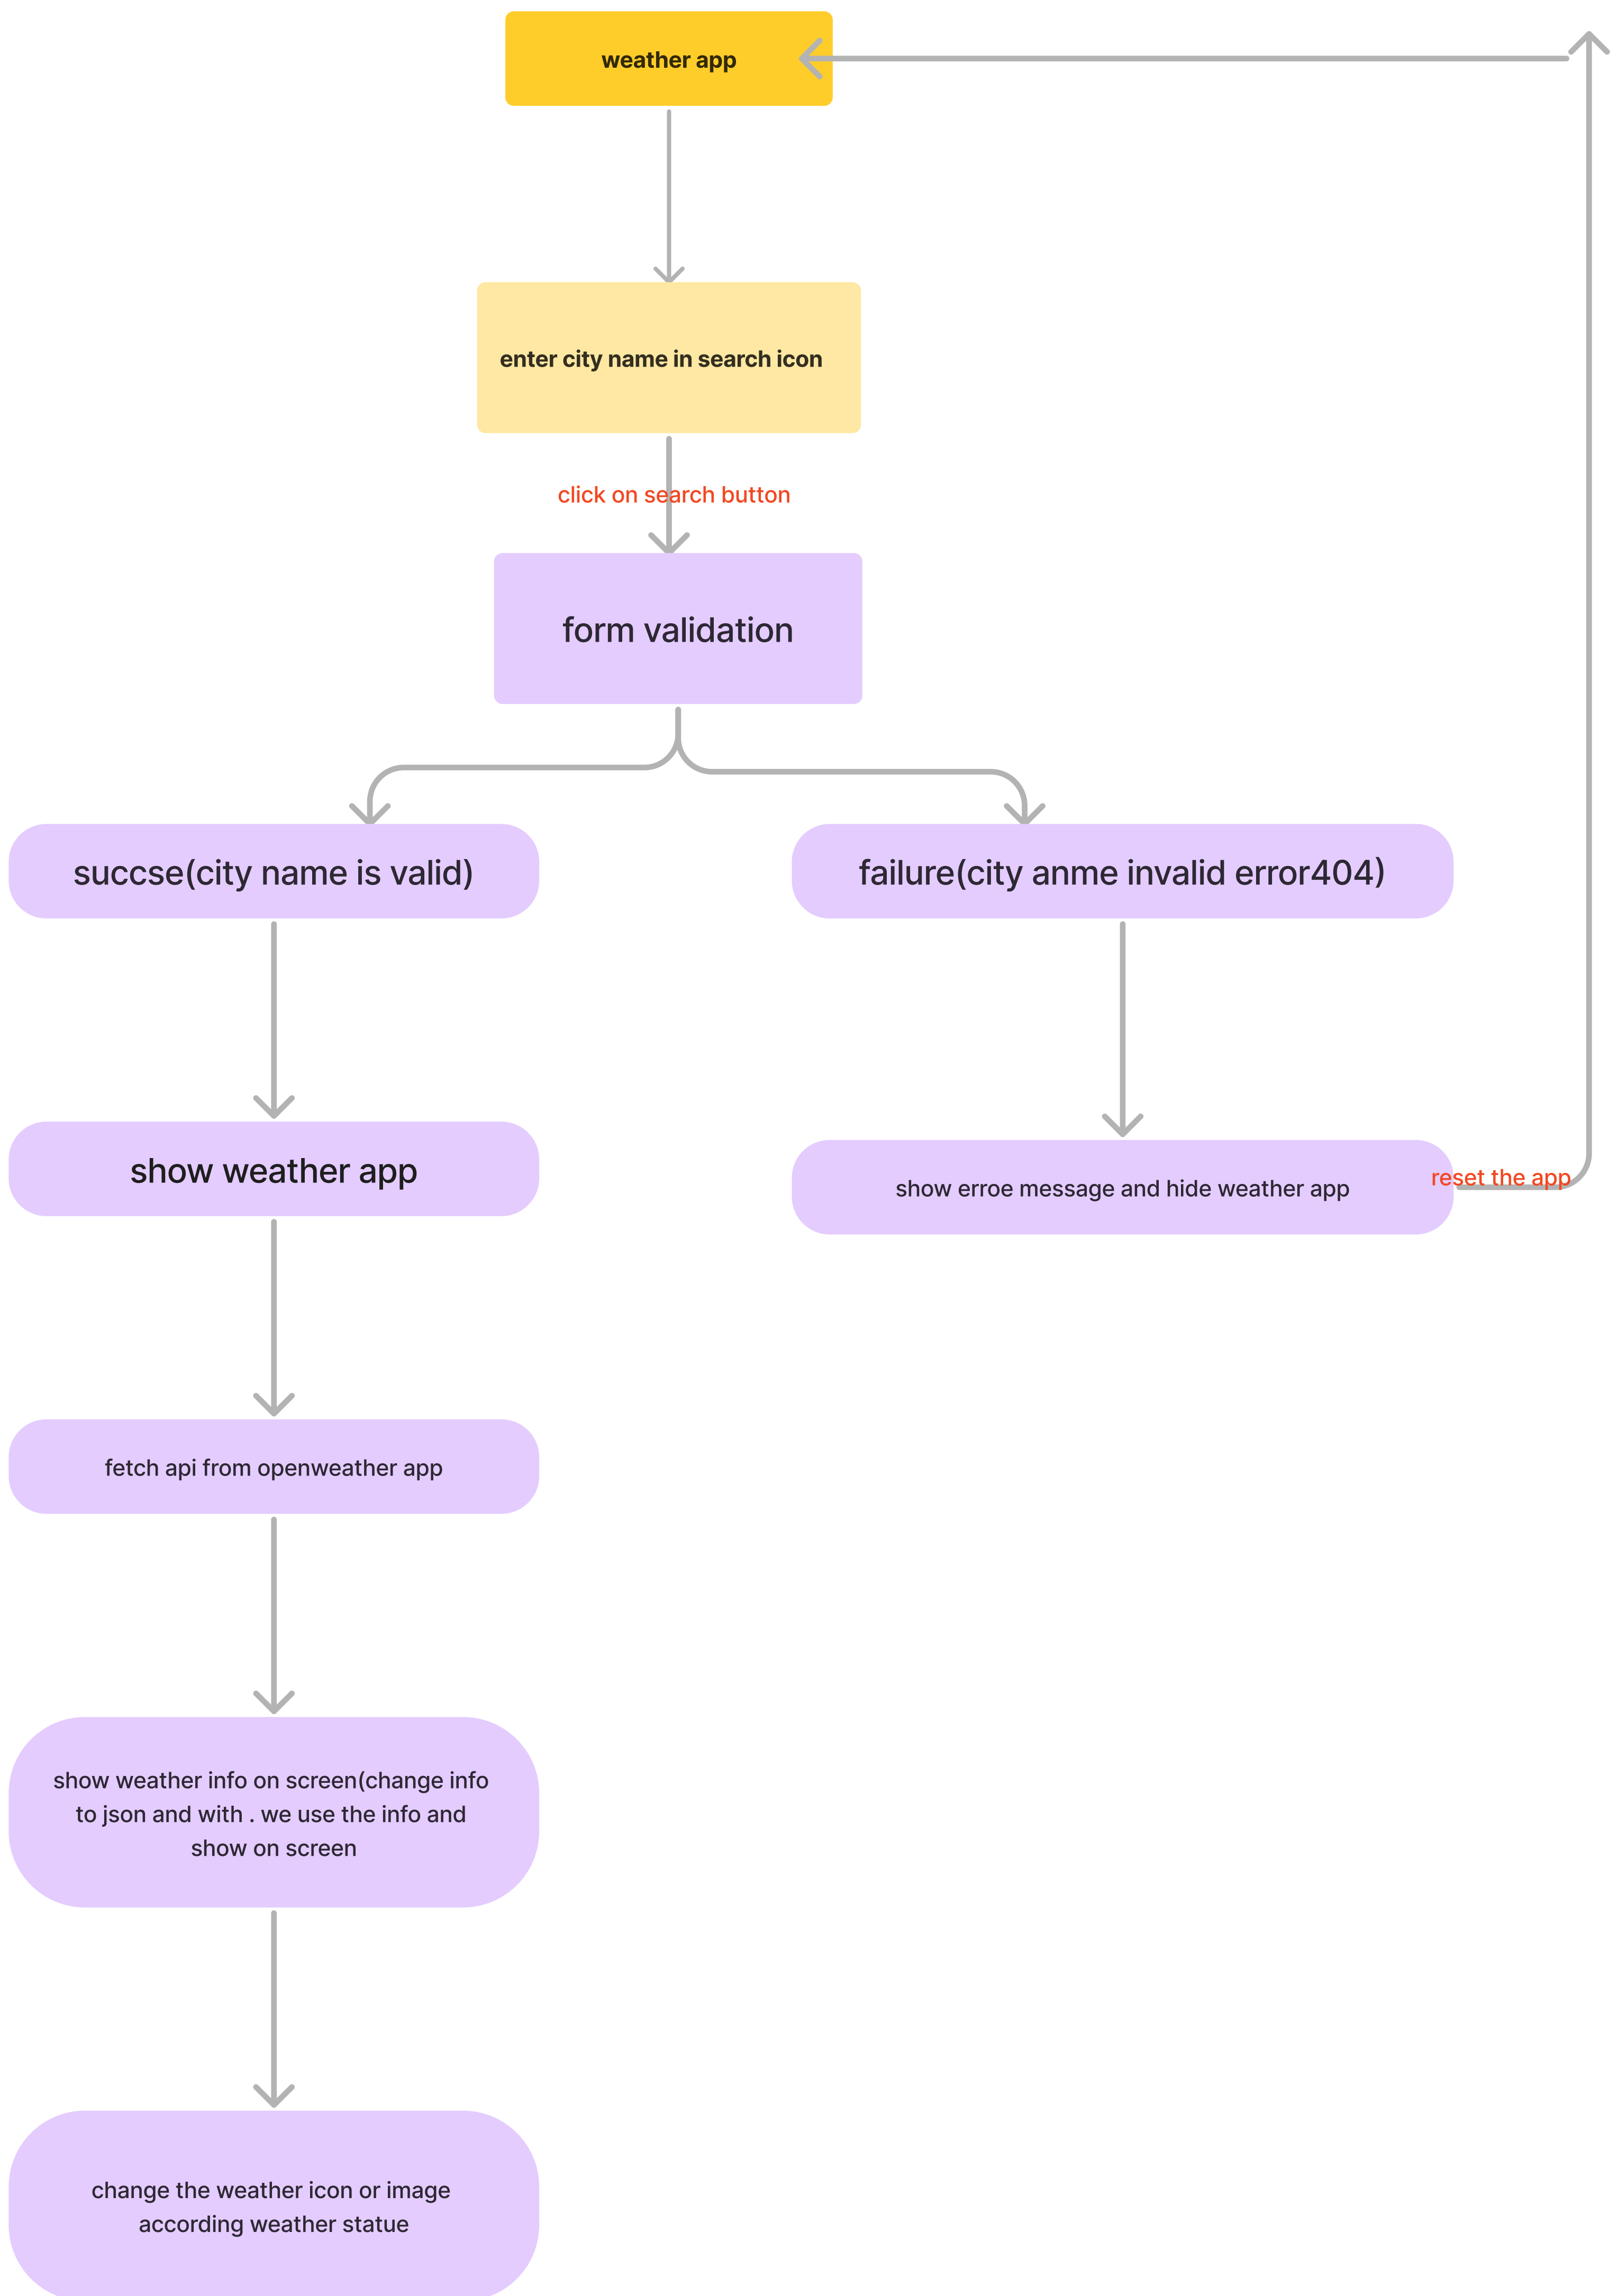 weather app
enter city name in search icon
click on search button
form validation
succse(city name is valid)
failure(city anme invalid error404)
show weather app
show erroe message and hide weather app
reset the app
fetch api from openweather app
show weather info on screen(change info
to json and with . we use the info and
show on screen
change the weather icon or image
according weather statue